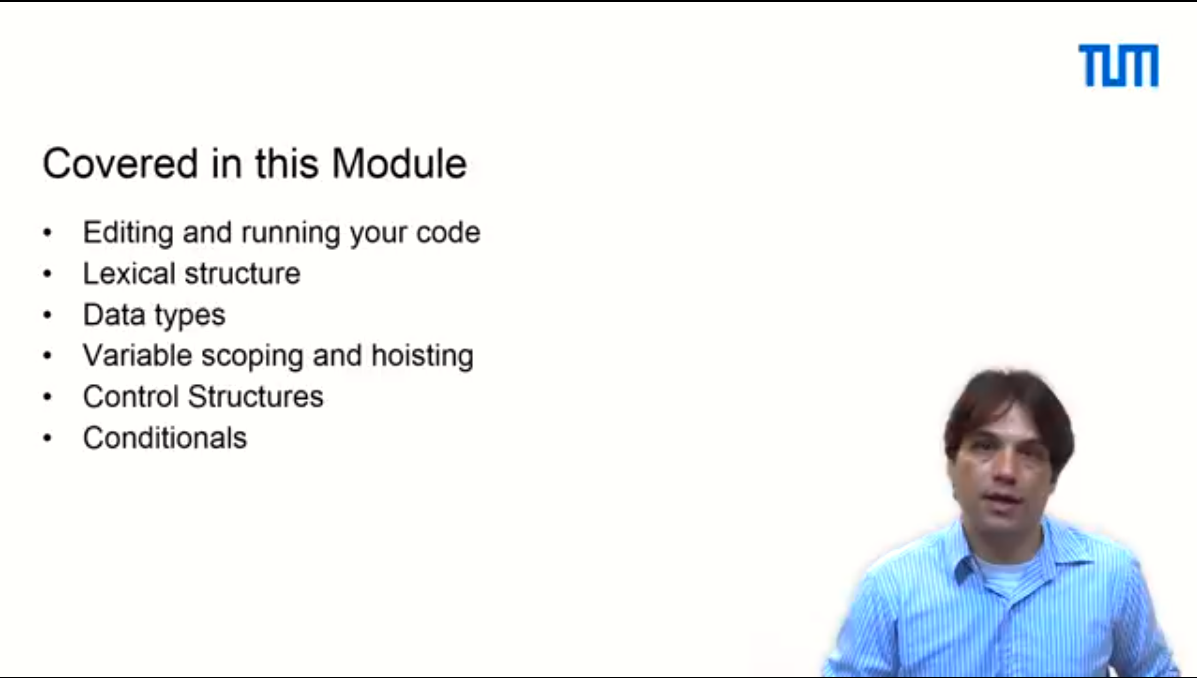 TUM
Covered in this Module
• Editing and running your code
• Lexical structure
• Data types
• Variable scoping and hoisting
• Control Structures
• Conditionals